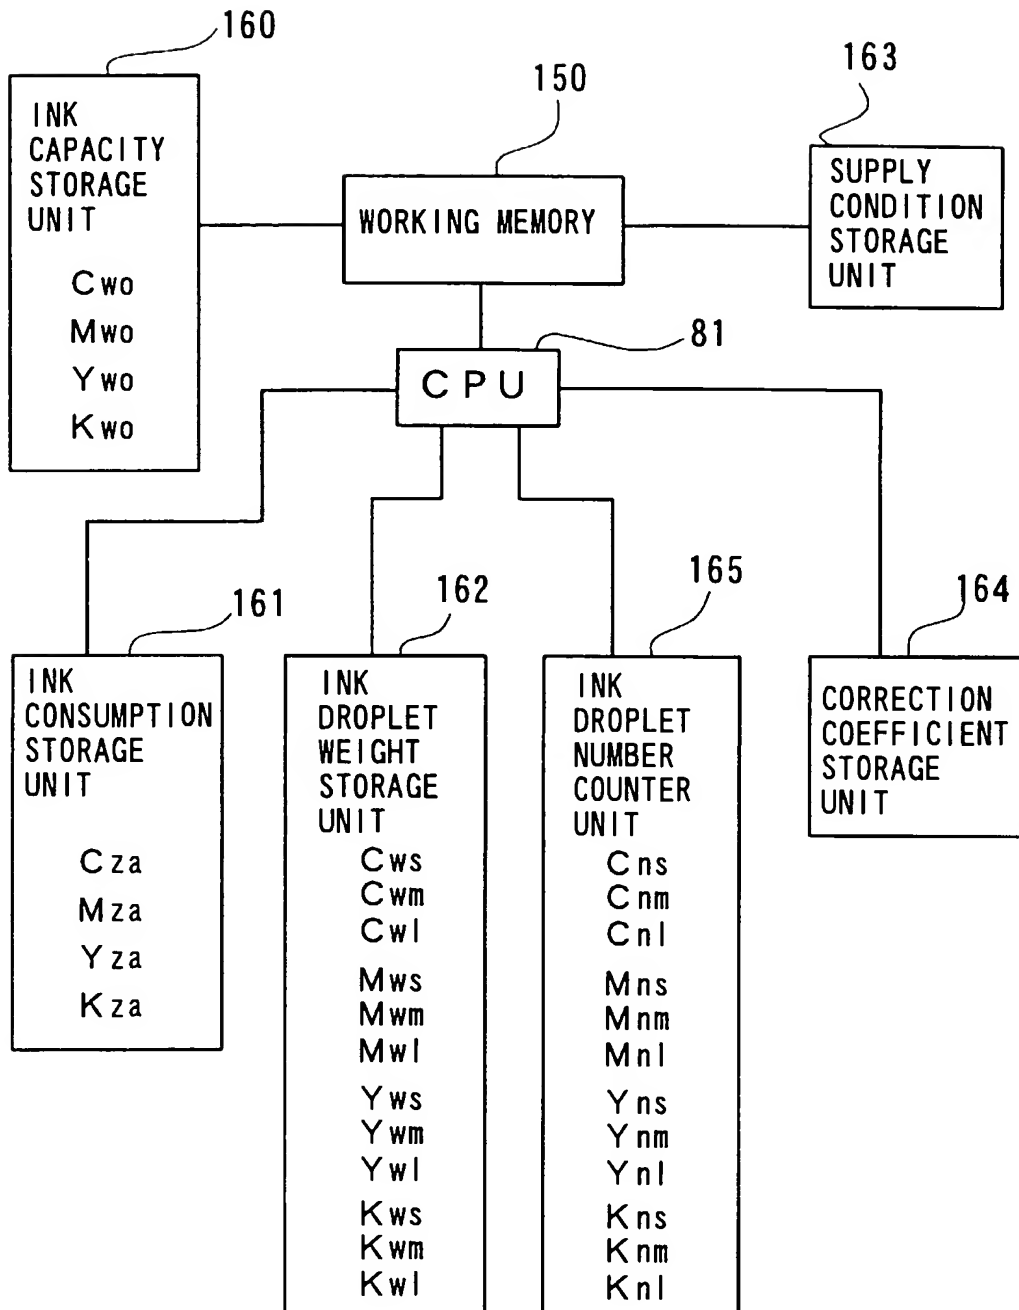 160
INK
CAPACITY
STORAGE
UNIT
Cwo
Mwo
Ywo
Kwo
150
WORKING MEMORY
163
SUPPLY
CONDITION
STORAGE
UNIT
81
CPU
161
INK
CONSUMPTION
STORAGE
UNIT
Cza
Mza
Yza
Kza
162
INK
DROPLET
WEIGHT
STORAGE
UNIT
Cws
Cwm
Cwl
Mws
Mwm
Mwl
Yws
Ywm
Ywl
Kws
Kwm
Kwl
165
INK
DROPLET
NUMBER
COUNTER
UNIT
Cns
Cnm
Cnl
Mns
Mnm
Mnl
Yns
Ynm
Ynl
Kns
Knm
Knl
164
CORRECTION
COEFFICIENT
STORAGE
UNIT